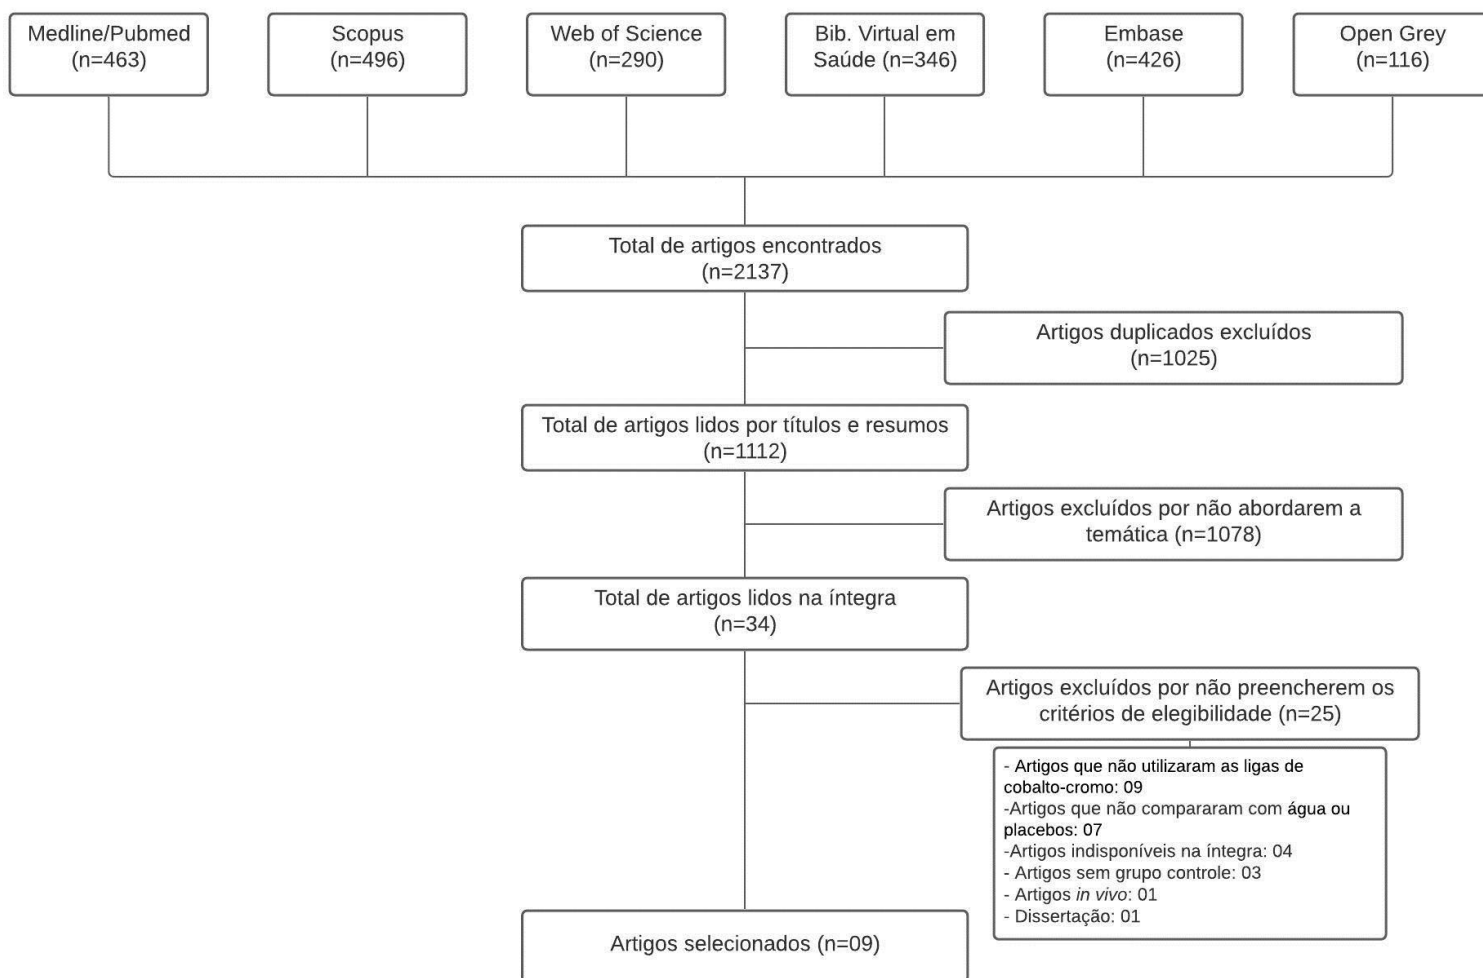 Medline/Pubmed
(n=463)
Scopus
(n=496)
Web of Science
(n=290)
Bib. Virtual em
Saúde (n=346)
Embase
(n=426)
Open Grey
(n=116)
Total de artigos encontrados
(n=2137)
Artigos duplicados excluídos
(n=1025)
Total de artigos lidos por títulos e resumos
(n=1112)
Artigos excluídos por não abordarem a
temática (n=1078)
Total de artigos lidos na íntegra
(n=34)
Artigos excluídos por não preencherem os
critérios de elegibilidade (n=25)
- Artigos que não utilizaram as ligas de
cobalto-cromo: 09
-Artigos que não compararam com água ou
placebos: 07
-Artigos indisponíveis na íntegra: 04
- Artigos sem grupo controle: 03
- Artigos in vivo: 01
- Dissertação: 01
Artigos selecionados (n=09)